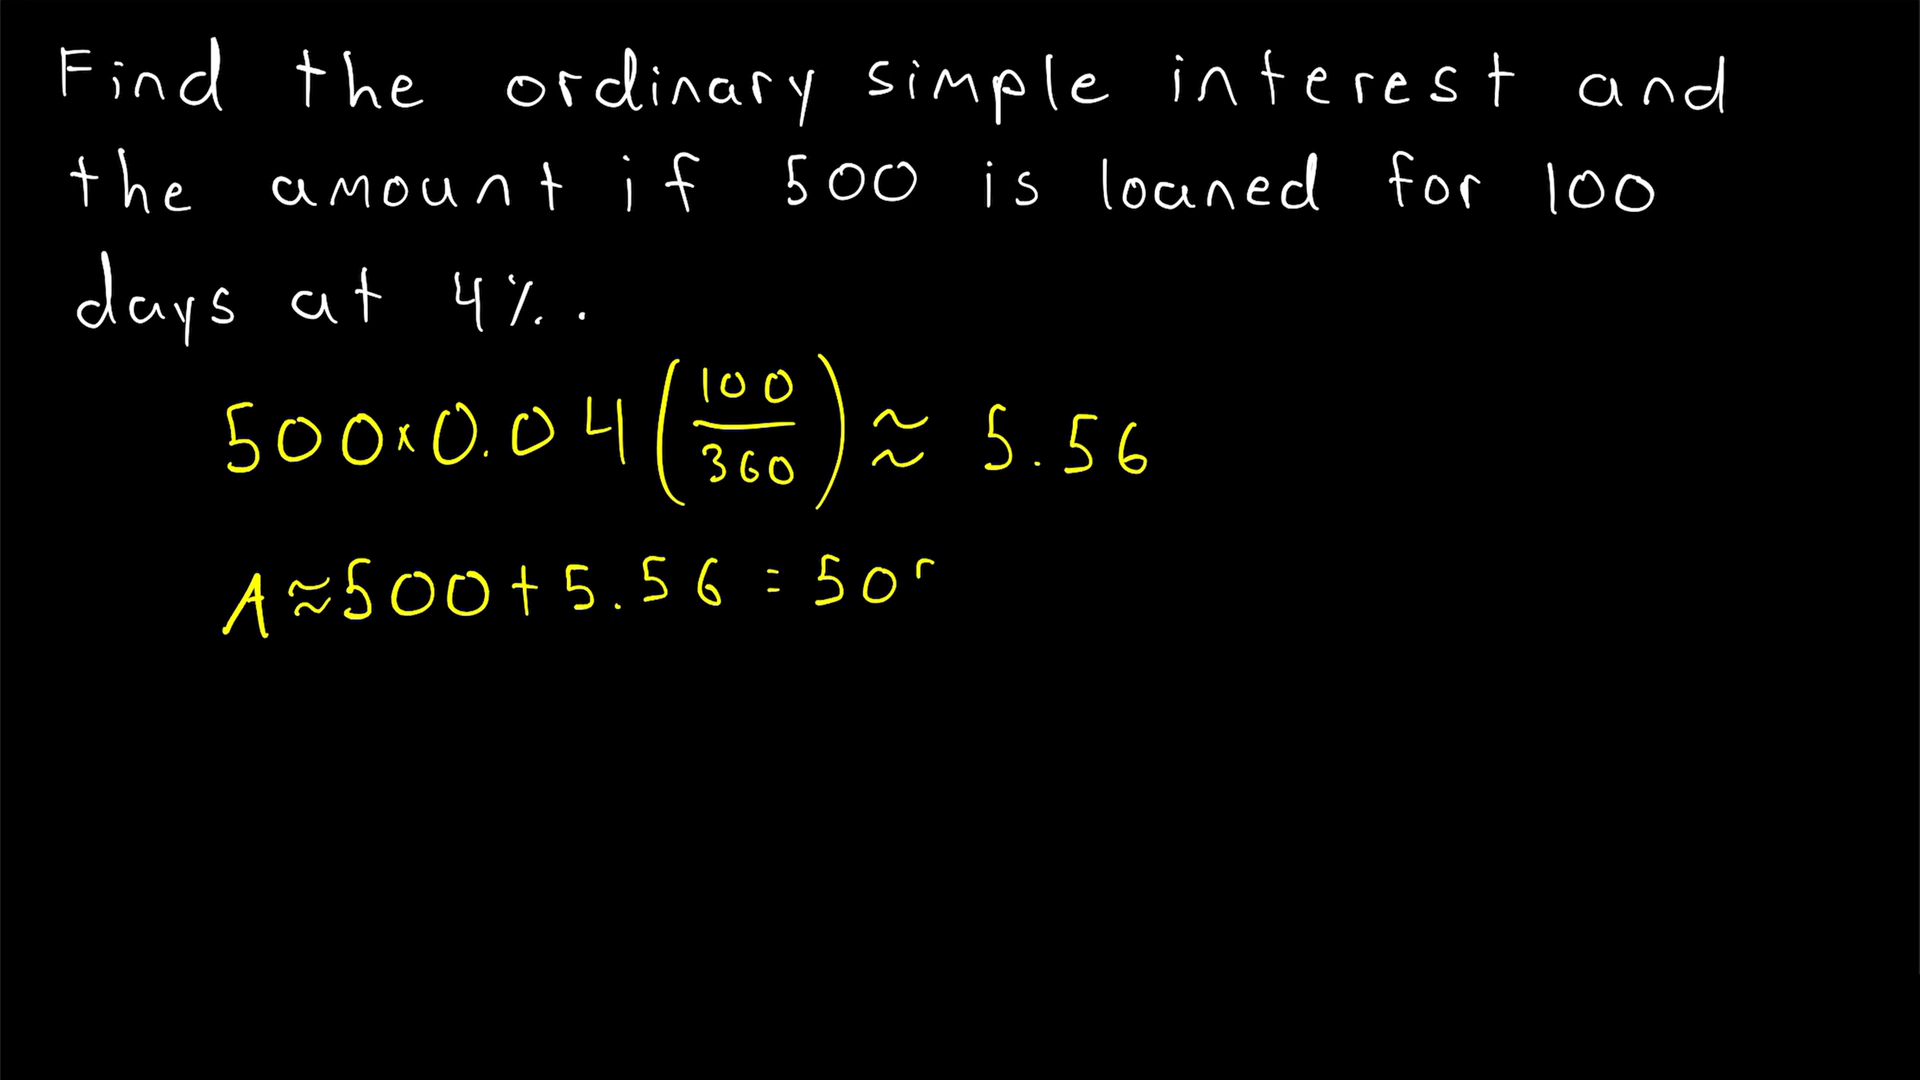 Find the ordinary simple interest and
the amount if 500 is loaned for 100
days at 4%.
500×0.04(100/360)≈ 5.56
A≈500+5.56=50